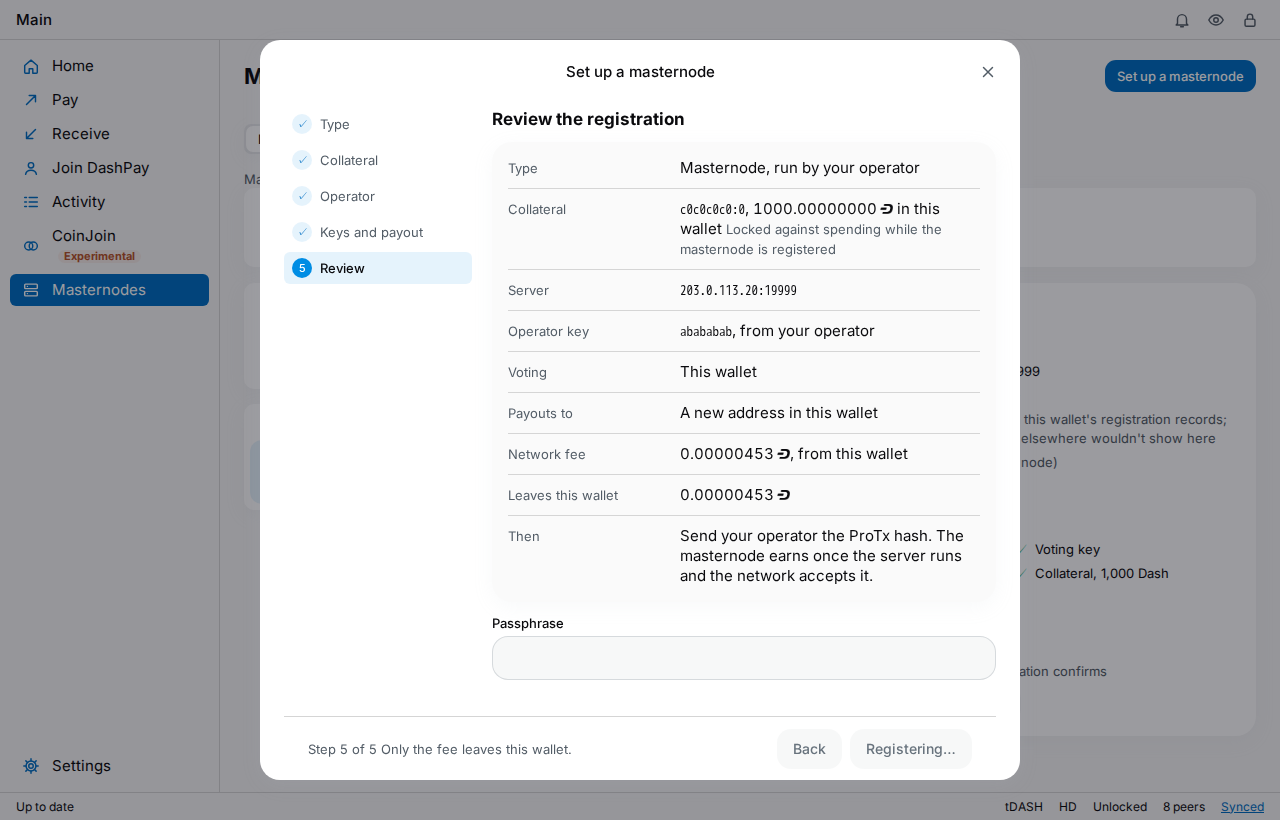 Main
Home
Pay
Receive
Join DashPay
Activity
CoinJoin
Experimental
Masternodes
Settings
Set up a masternode
Set up a masternode
Type
Collateral
Operator
Keys and payout
5 Review
Review the registration
Type Masternode, run by your operator
Collateral c0c0c0c0:0, 1000.00000000 in this
wallet Locked against spending while the
masternode is registered
Server 203.0.113.20:19999
Operator key abababab, from your operator
Voting This wallet
Payouts to A new address in this wallet
Network fee 0.00000453 , from this wallet
Leaves this wallet 0.00000453
Then Send your operator the ProTx hash. The
masternode earns once the server runs
and the network accepts it.
Passphrase
Step 5 of 5 Only the fee leaves this wallet.
Back
Registering...
999
this wallet's registration records;
elsewhere wouldn't show here
node)
Voting key
Collateral, 1,000 Dash
ation confirms
Up to date
tDASH HD Unlocked 8 peers Synced